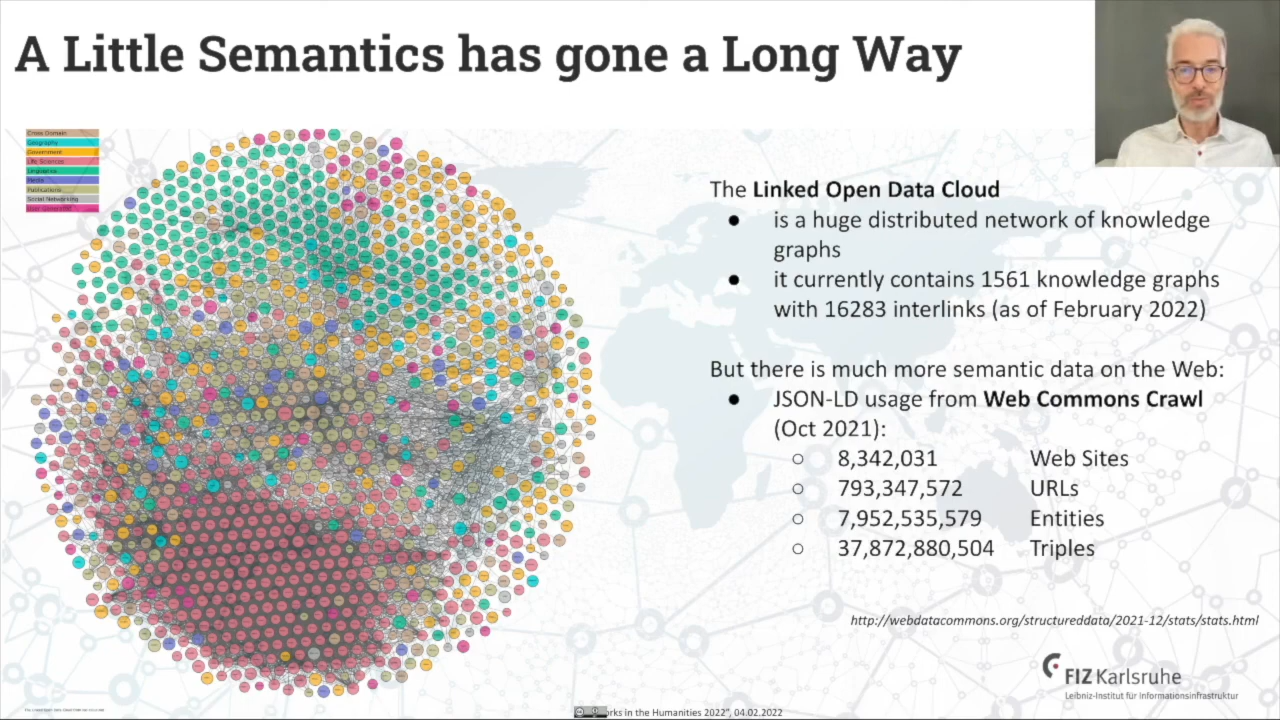 A Little Semantics has gone a Long Way
Cross Domain
Geography
Government
Life Sciences
Linguistics
Media
Publications
Social Networking
User Generated
The Linked Open Data Cloud
● is a huge distributed network of knowledge
graphs
● it currently contains 1561 knowledge graphs
with 16283 interlinks (as of February 2022)
But there is much more semantic data on the Web:
● JSON-LD usage from Web Commons Crawl
(Oct 2021):
○ 8,342,031 Web Sites
○ 793,347,572 URLs
○ 7,952,535,579 Entities
○ 37,872,880,504 Triples
http://webdatacommons.org/structureddata/2021-12/stats/stats.html
FIZ Karlsruhe
Leibniz-Institut für Informationsinfrastruktur
orks in the Humanities 2022", 04.02.2022